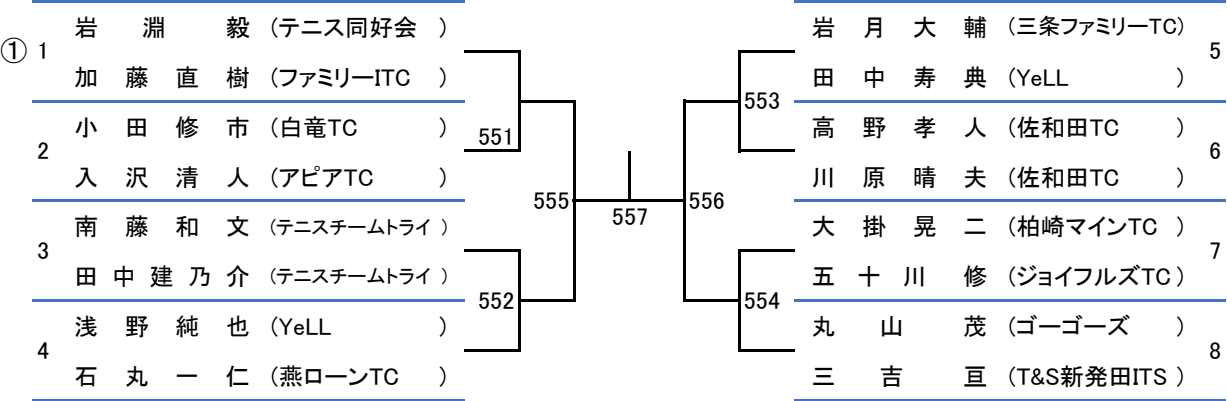 ① 1
岩淵毅 (テニス同好会)
加藤直樹 (ファミリーITC)
2
小田修市 (白竜TC)
入沢清人 (アピアTC)
3
南藤和文 (テニスチームトライ)
田中建乃介 (テニスチームトライ)
4
浅野純也 (YeLL)
石丸一仁 (燕ローンTC)
551
552
555
557
556
553
554
岩月大輔 (三条ファミリーTC)
田中寿典 (YeLL)
5
高野孝人 (佐和田TC)
川原晴夫 (佐和田TC)
6
大掛晃二 (柏崎マインTC)
五十川修 (ジョイフルズTC)
7
丸山茂 (ゴーゴーズ)
三吉亘 (T&S新発田ITS)
8